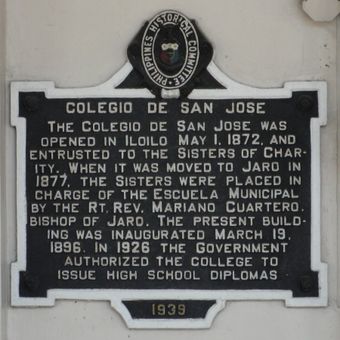 PHILIPPINES HISTORICAL COMMITTEE
COLEGIO DE SAN JOSE
THE COLEGIO DE SAN JOSE WAS
OPENED IN ILOILO MAY 1, 1872, AND
ENTRUSTED TO THE SISTERS OF CHAR-
ITY. WHEN IT WAS MOVED TO JARO IN
1877, THE SISTERS WERE PLACED IN
CHARGE OF THE ESCUELA MUNICIPAL
BY THE RT. REV. MARIANO CUARTERO,
BISHOP OF JARO. THE PRESENT BUILD-
ING WAS INAUGURATED MARCH 19,
1896. IN 1926 THE GOVERNMENT
AUTHORIZED THE COLLEGE TO
ISSUE HIGH SCHOOL DIPLOMAS
1939